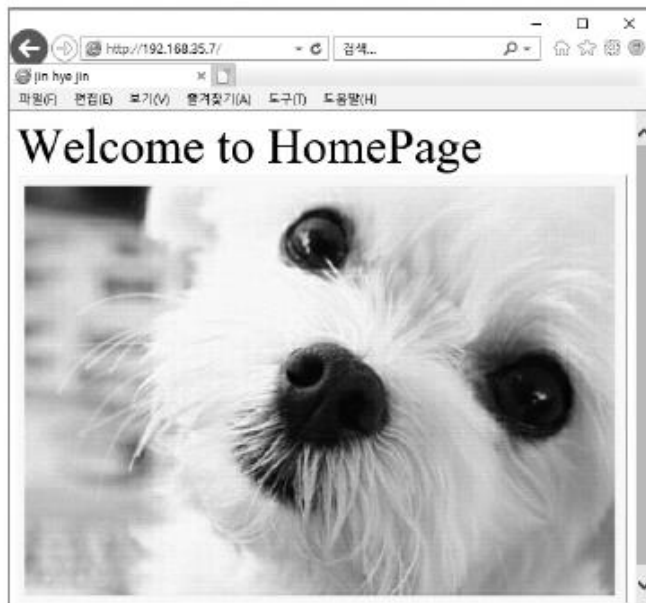 http://192.168.35.7/
검색...
jin hye jin
파일(F) 편집(E) 보기(V) 즐겨찾기(A) 도구(T) 도움말(H)
Welcome to HomePage